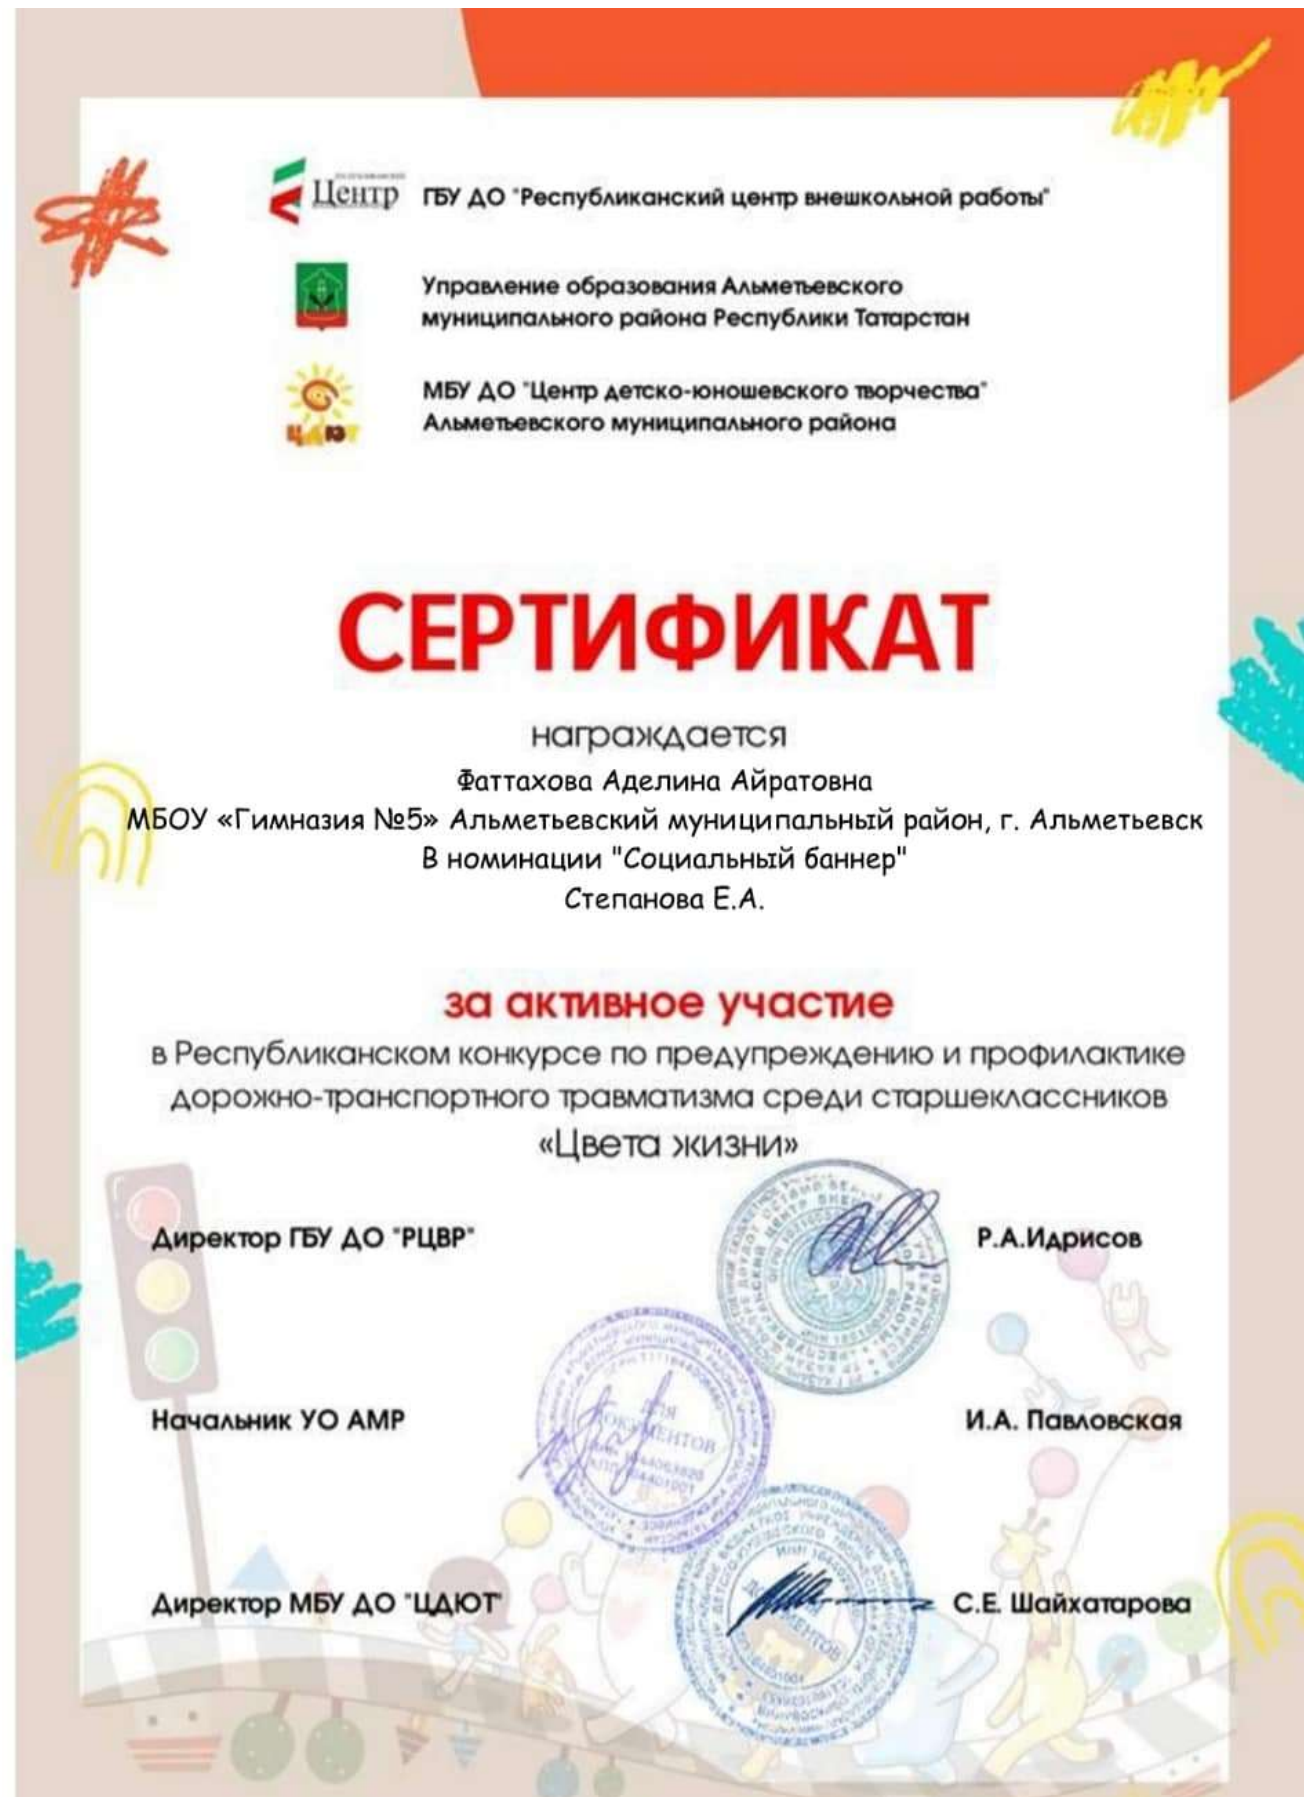 Центр ГБУ ДО "Республиканский центр внешкольной работы"
Управление образования Альметьевского
муниципального района Республики Татарстан
ЦДЮТ
МБУ ДО "Центр детско-юношевского творчества"
Альметьевского муниципального района
СЕРТИФИКАТ
награждается
Фаттахова Аделина Айратовна
МБОУ «Гимназия №5» Альметьевский муниципальный район, г. Альметьевск
В номинации "Социальный баннер"
Степанова Е.А.
за активное участие
в Республиканском конкурсе по предупреждению и профилактике
дорожно-транспортного травматизма среди старшеклассников
«Цвета жизни»
Директор ГБУ ДО "РЦВР" Р.А.Идрисов
Начальник УО АМР И.А. Павловская
ДЛЯ
ДОКУМЕНТОВ
Директор МБУ ДО "ЦДЮТ" С.Е. Шайхатарова